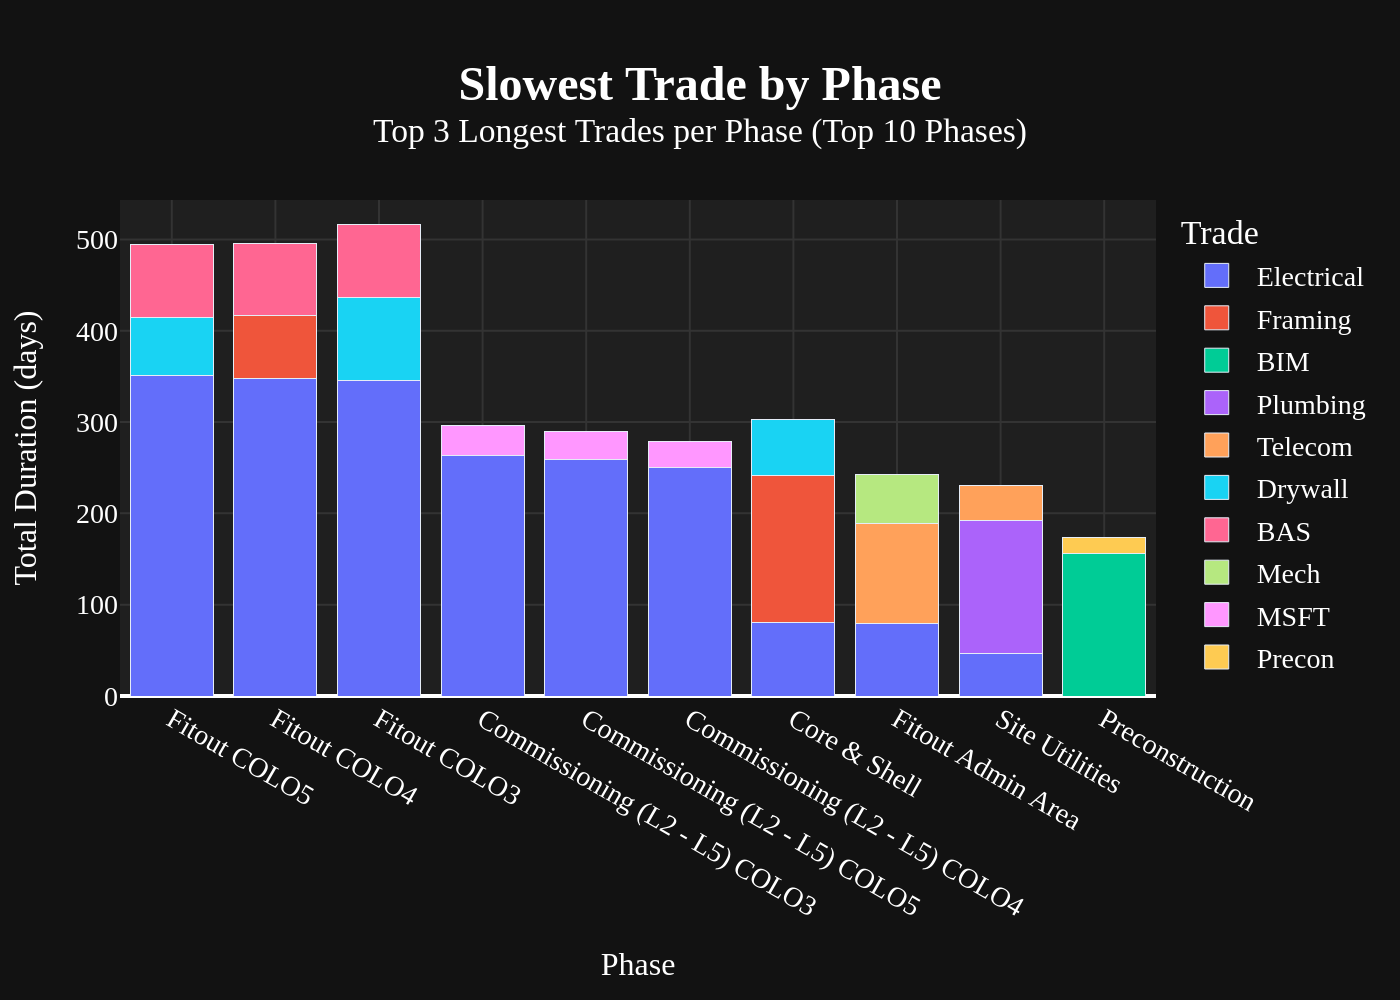 Slowest Trade by Phase
Top 3 Longest Trades per Phase (Top 10 Phases)
Total Duration (days)
500
400
300
200
100
0
Fitout COLO5
Fitout COLO4
Fitout COLO3
Commissioning (L2 - L5) COLO3
Commissioning (L2 - L5) COLO5
Commissioning (L2 - L5) COLO4
Core & Shell
Fitout Admin Area
Site Utilities
Preconstruction
Phase
Trade
Electrical
Framing
BIM
Plumbing
Telecom
Drywall
BAS
Mech
MSFT
Precon